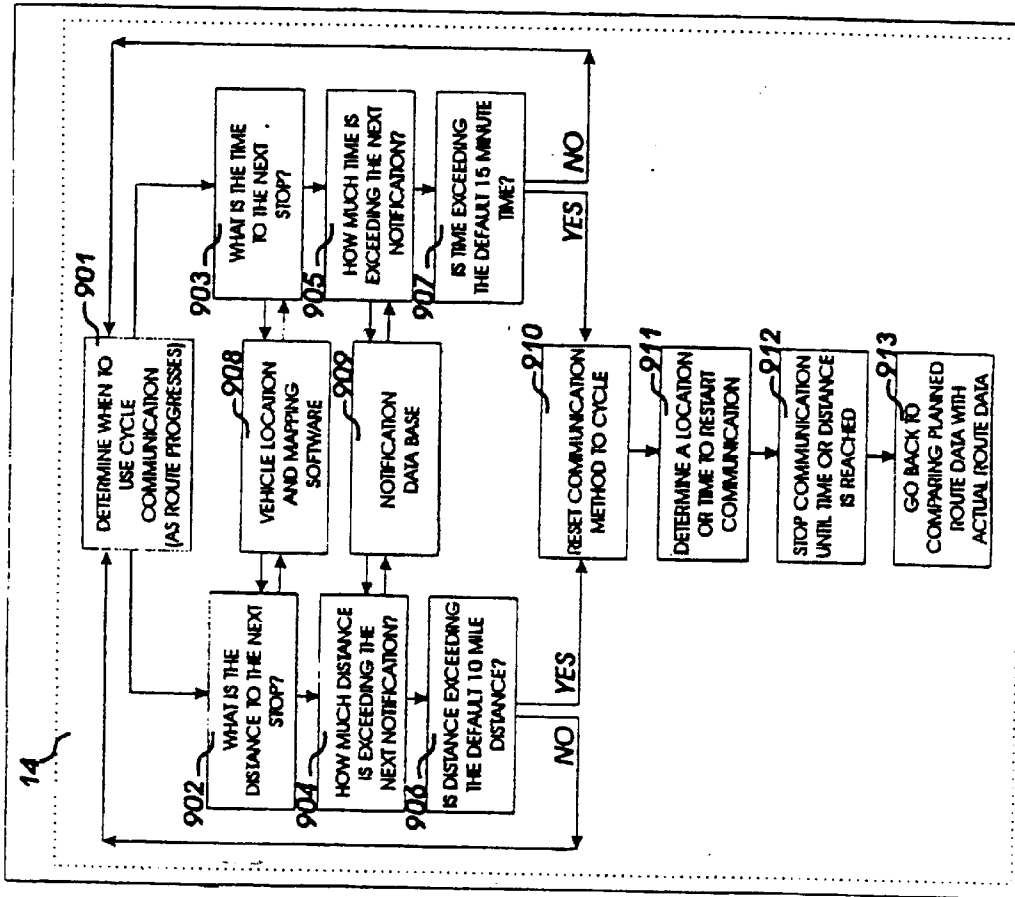 14
901
DETERMINE WHEN TO
USE CYCLE
COMMUNICATION
(AS ROUTE PROGRESSES)
902
WHAT IS THE
DISTANCE TO THE NEXT
STOP?
908
VEHICLE LOCATION
AND MAPPING
SOFTWARE
903
WHAT IS THE TIME
TO THE NEXT .
STOP?
904
HOW MUCH DISTANCE
IS EXCEEDING THE
NEXT NOTIFICATION?
909
NOTIFICATION
DATA BASE
905
HOW MUCH TIME IS
EXCEEDING THE NEXT
NOTIFICATION?
906
IS DISTANCE EXCEEDING
THE DEFAULT 10 MILE
DISTANCE?
907
IS TIME EXCEEDING
THE DEFAULT 15 MINUTE
TIME?
NO
YES
YES
NO
910
RESET COMMUNICATION
METHOD TO CYCLE
911
DETERMINE A LOCATION
OR TIME TO RESTART
COMMUNICATION
912
STOP COMMUNICATION
UNTIL TIME OR DISTANCE
IS REACHED
913
GO BACK TO
COMPARING PLANNED
ROUTE DATA WITH
ACTUAL ROUTE DATA